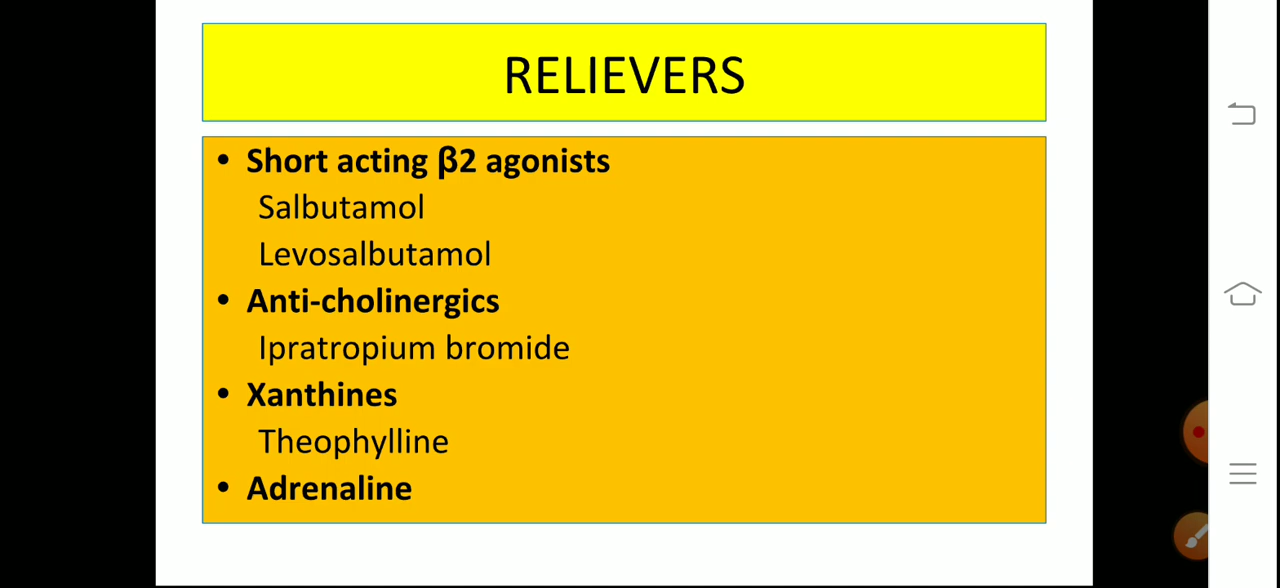 RELIEVERS
• Short acting β2 agonists
Salbutamol
Levosalbutamol
• Anti-cholinergics
Ipratropium bromide
• Xanthines
Theophylline
• Adrenaline